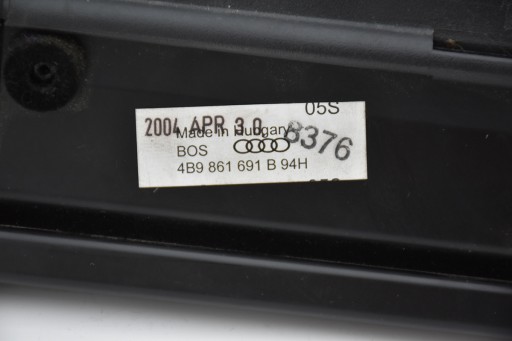 05S
2004 APR 3.0
Made in Hungary
8376
BOS
4B9 861 691 B 94H